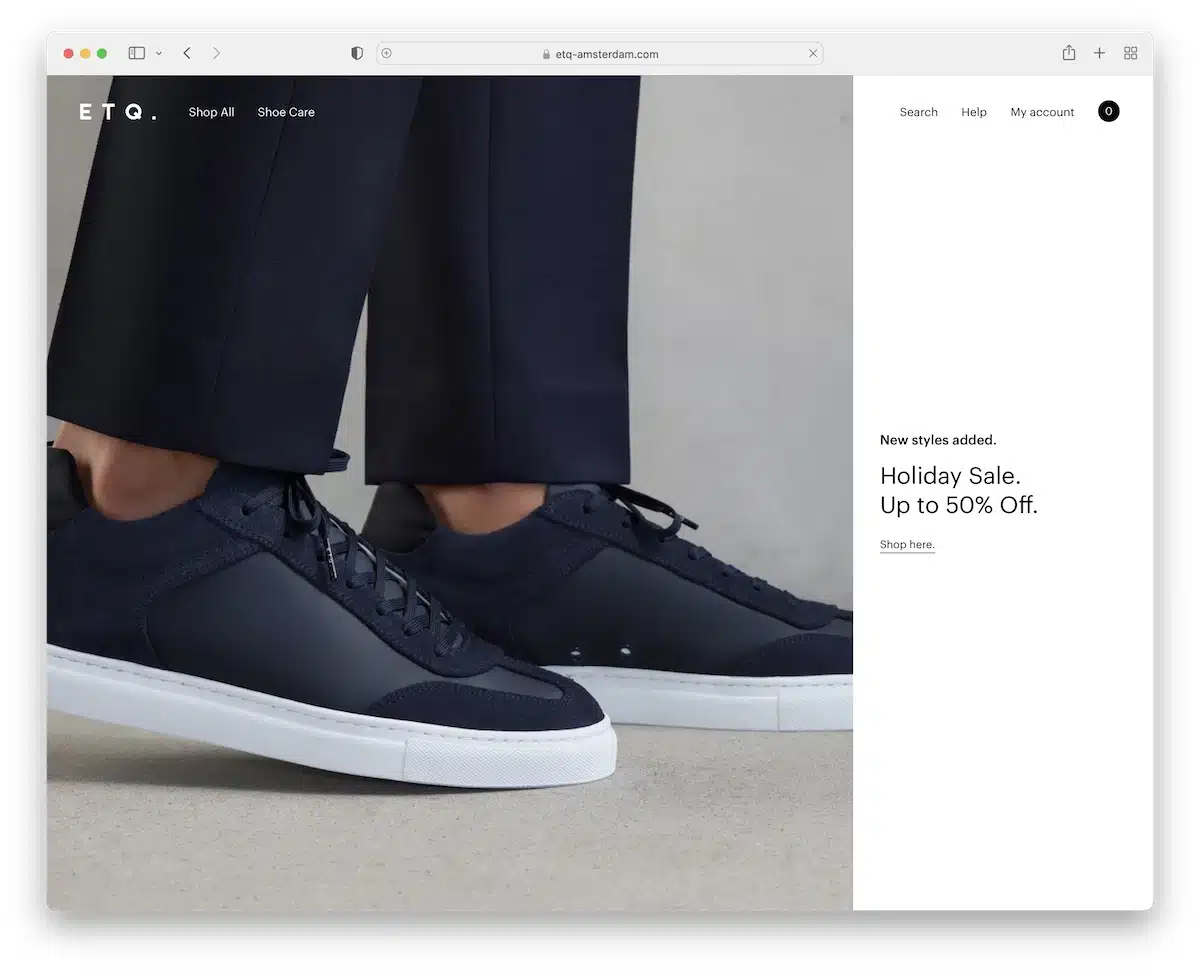 etq-amsterdam.com
ETQ.
Shop All
Shoe Care
Search
Help
My account
0
New styles added.
Holiday Sale.
Up to 50% Off.
Shop here.